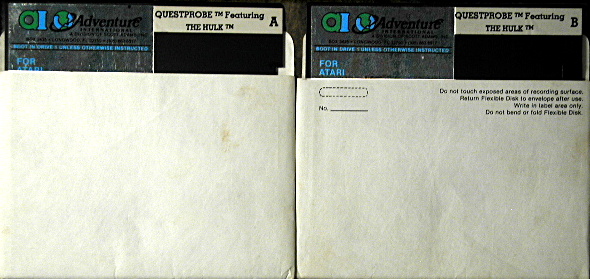 Adventure
INTERNATIONAL
BOOT IN DRIVE 1 UNLESS OTHERWISE INSTRUCTED
FOR
ATARI
QUESTPROBE ™ Featuring
THE HULK ™
A
Adventure
INTERNATIONAL
BOOT IN DRIVE 1 UNLESS OTHERWISE INSTRUCTED
FOR
ATARI
QUESTPROBE ™ Featuring
THE HULK ™
B
Do not touch exposed areas of recording surface.
Return Flexible Disk to envelope after use.
Write in label area only.
Do not bend or fold Flexible Disk.
No.